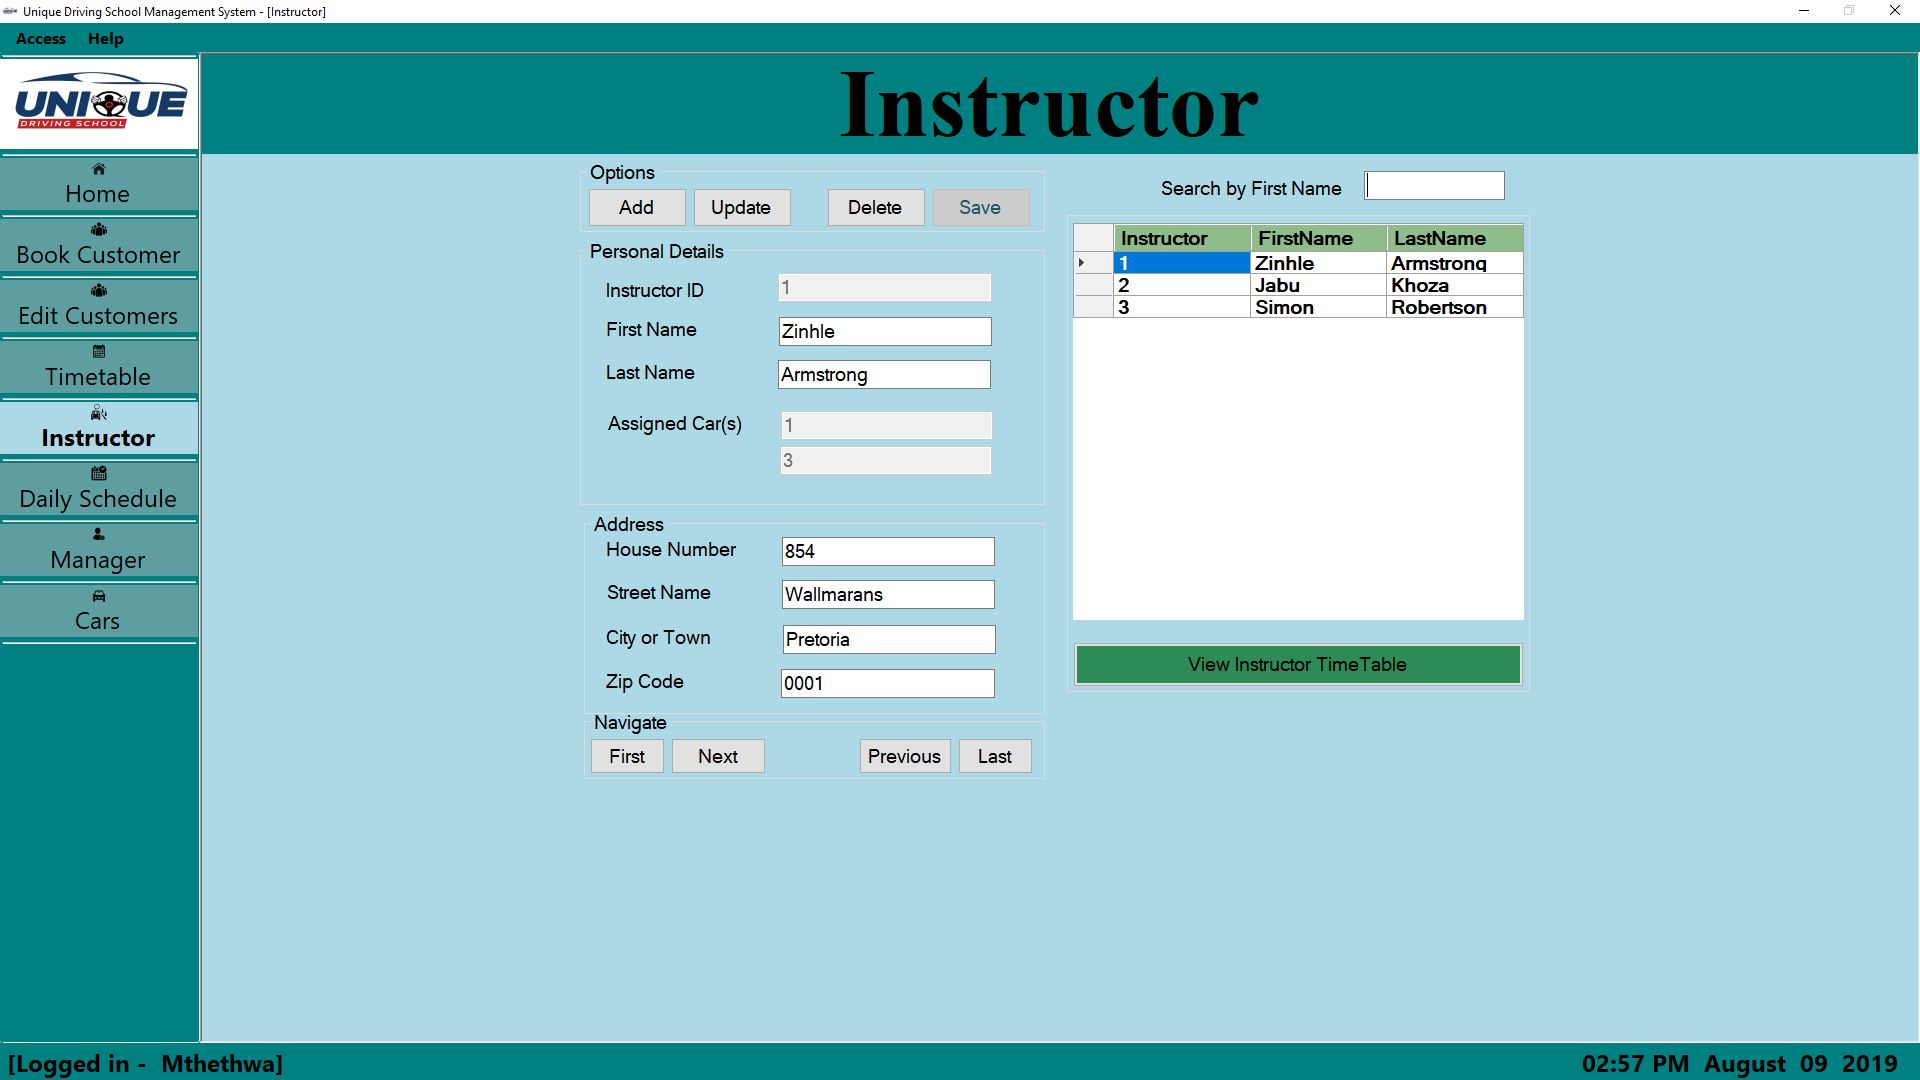 Unique Driving School Management System - [Instructor]
Access Help
UNIQUE
DRIVING SCHOOL
Home
Book Customer
Edit Customers
Timetable
Instructor
Daily Schedule
Manager
Cars
Instructor
Options
Add Update Delete Save
Personal Details
Instructor ID 1
First Name Zinhle
Last Name Armstrong
Assigned Car(s) 1
3
Address
House Number 854
Street Name Wallmarans
City or Town Pretoria
Zip Code 0001
Navigate
First Next Previous Last
Search by First Name
Instructor FirstName LastName
1 Zinhle Armstrong
2 Jabu Khoza
3 Simon Robertson
View Instructor TimeTable
[Logged in - Mthethwa]
02:57 PM August 09 2019